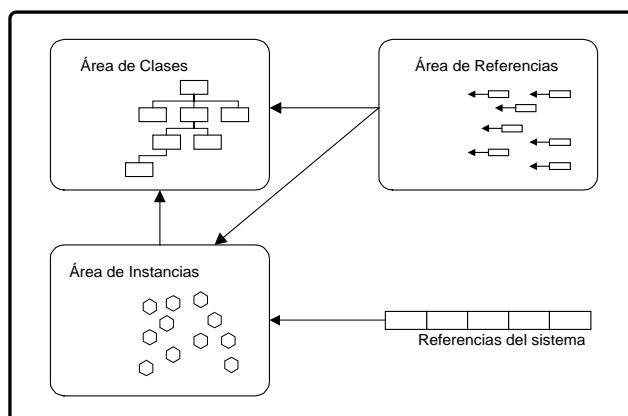 Área de Clases
Área de Referencias
Área de Instancias
Referencias del sistema